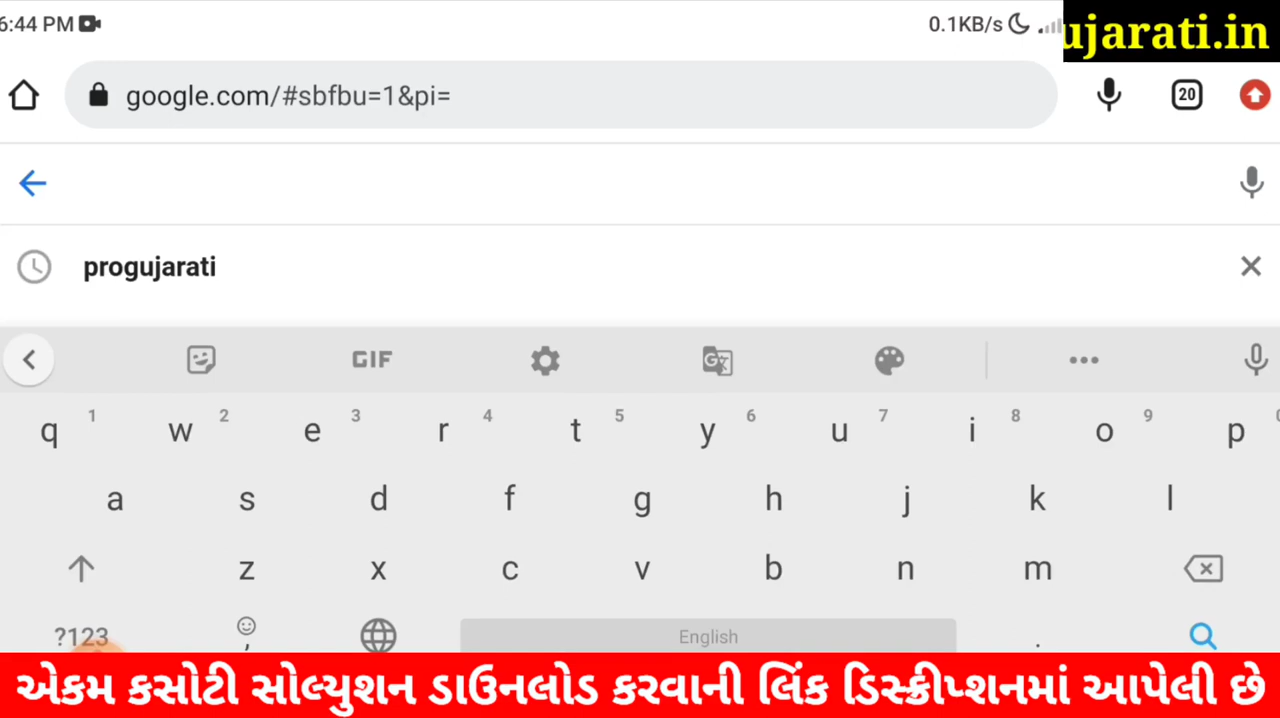 6:44 PM 0.1KB/s
ujarati.in
google.com/#sbfbu=1&pi= 20
progujarati
GIF
q 1 w 2 e 3 r 4 t 5 y 6 u 7 i 8 o 9 p
a s d f g h j k l
z x c v b n m
?123 , English .
એકમ કસોટી સોલ્યુશન ડાઉનલોડ કરવાની લિંક ડિસ્ક્રીપ્શનમાં આપેલી છે